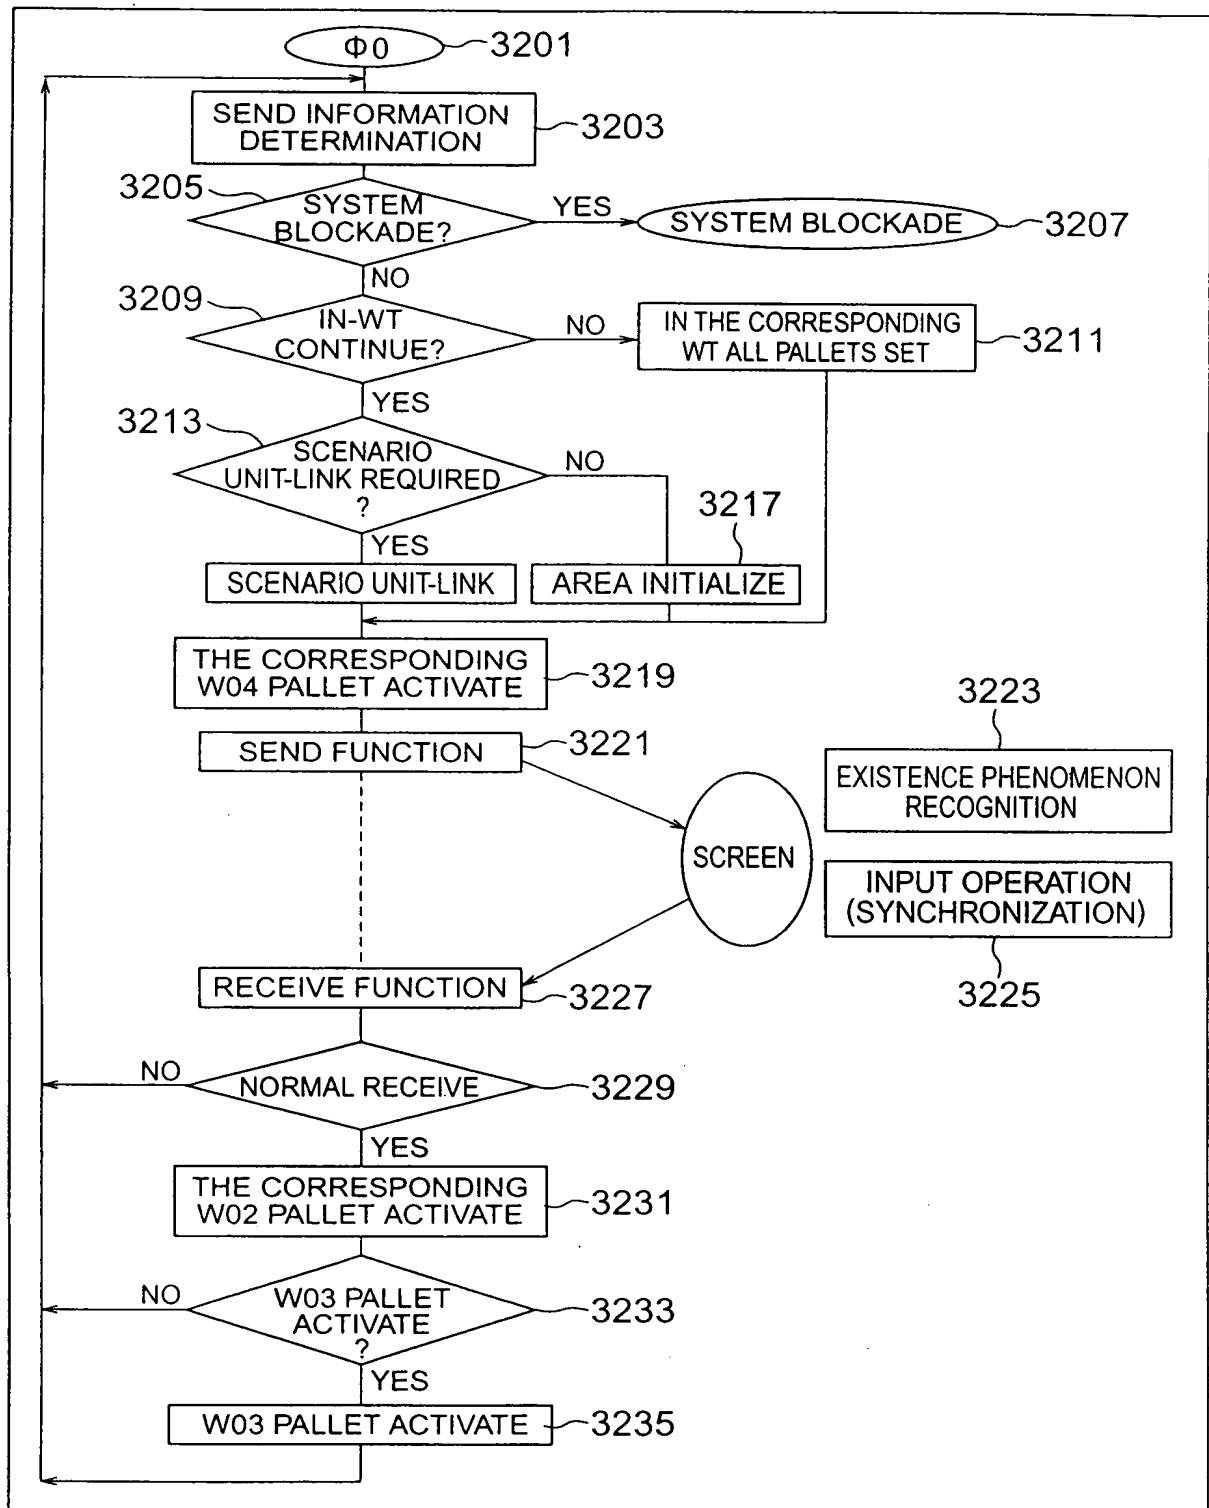 Φ0
3201
SEND INFORMATION
DETERMINATION
3203
3205
SYSTEM
BLOCKADE?
YES
SYSTEM BLOCKADE
3207
NO
3209
IN-WT
CONTINUE?
NO
IN THE CORRESPONDING
WT ALL PALLETS SET
3211
YES
3213
SCENARIO
UNIT-LINK REQUIRED
?
NO
3217
YES
SCENARIO UNIT-LINK
AREA INITIALIZE
THE CORRESPONDING
W04 PALLET ACTIVATE
3219
SEND FUNCTION
3221
3223
EXISTENCE PHENOMENON
RECOGNITION
SCREEN
INPUT OPERATION
(SYNCHRONIZATION)
3225
RECEIVE FUNCTION
3227
NO
NORMAL RECEIVE
3229
YES
THE CORRESPONDING
W02 PALLET ACTIVATE
3231
NO
W03 PALLET
ACTIVATE
?
3233
YES
W03 PALLET ACTIVATE
3235